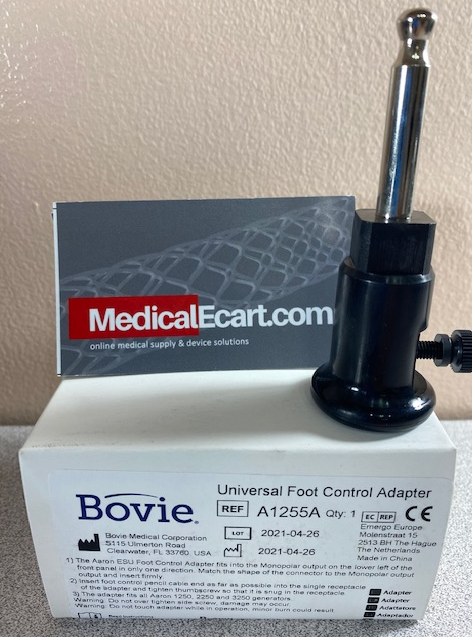 MedicalEcart.com
online medical supply & device solutions
Bovie®
Universal Foot Control Adapter
REF A1255A Qty: 1 EC REP CE
Bovie Medical Corporation
5115 Ulmerton Road
Clearwater, FL 33760, USA
LOT 2021-04-26
2021-04-26
Emergo Europe
Molenstraat 15
2513 BH The Hague
The Netherlands
Made in China
1) The Aaron ESU Foot Control Adapter fits into the Monopolar output on the lower left of the
front panel in only one direction. Match the shape of the connector to the Monopolar output
output and insert firmly.
2) Insert foot control pencil cable end as far as possible into the single receptacle
of the adapter and tighten thumbscrew so that it is snug in the receptacle.
3) The adapter fits all Aaron 1250, 2250 and 3250 generators.
Warning: Do not over tighten side screw, damage may occur.
Warning: Do not touch adapter while in operation, minor burn could result
Adapter
Adapter
Adattatore
Adaptador